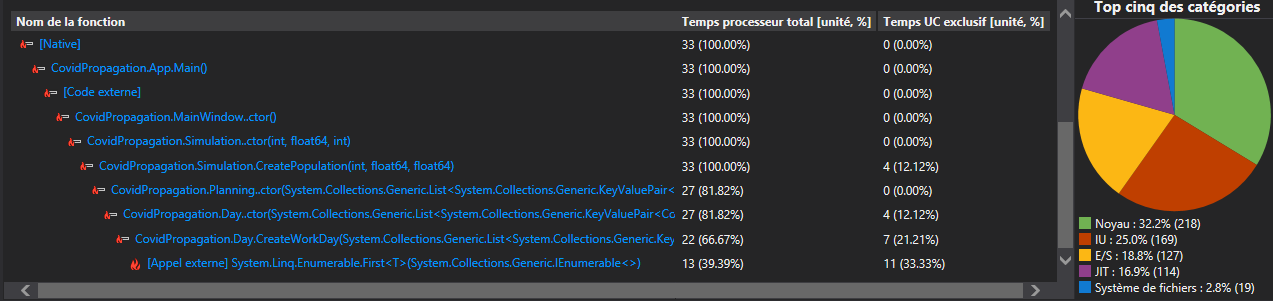 Nom de la fonction Temps processeur total [unité, %] Temps UC exclusif [unité, %]
[Native] 33 (100.00%) 0 (0.00%)
CovidPropagation.App.Main() 33 (100.00%) 0 (0.00%)
[Code externe] 33 (100.00%) 0 (0.00%)
CovidPropagation.MainWindow..ctor() 33 (100.00%) 0 (0.00%)
CovidPropagation.Simulation..ctor(int, float64, int) 33 (100.00%) 0 (0.00%)
CovidPropagation.Simulation.CreatePopulation(int, float64, float64) 33 (100.00%) 4 (12.12%)
CovidPropagation.Planning..ctor(System.Collections.Generic.List<System.Collections.Generic.KeyValuePair< 27 (81.82%) 0 (0.00%)
CovidPropagation.Day..ctor(System.Collections.Generic.List<System.Collections.Generic.KeyValuePair<Co 27 (81.82%) 4 (12.12%)
CovidPropagation.Day.CreateWorkDay(System.Collections.Generic.List<System.Collections.Generic.Key 22 (66.67%) 7 (21.21%)
[Appel externe] System.Linq.Enumerable.First<T>(System.Collections.Generic.IEnumerable<>) 13 (39.39%) 11 (33.33%)
Top cinq des catégories
Noyau : 32.2% (218)
IU : 25.0% (169)
E/S : 18.8% (127)
JIT : 16.9% (114)
Système de fichiers : 2.8% (19)